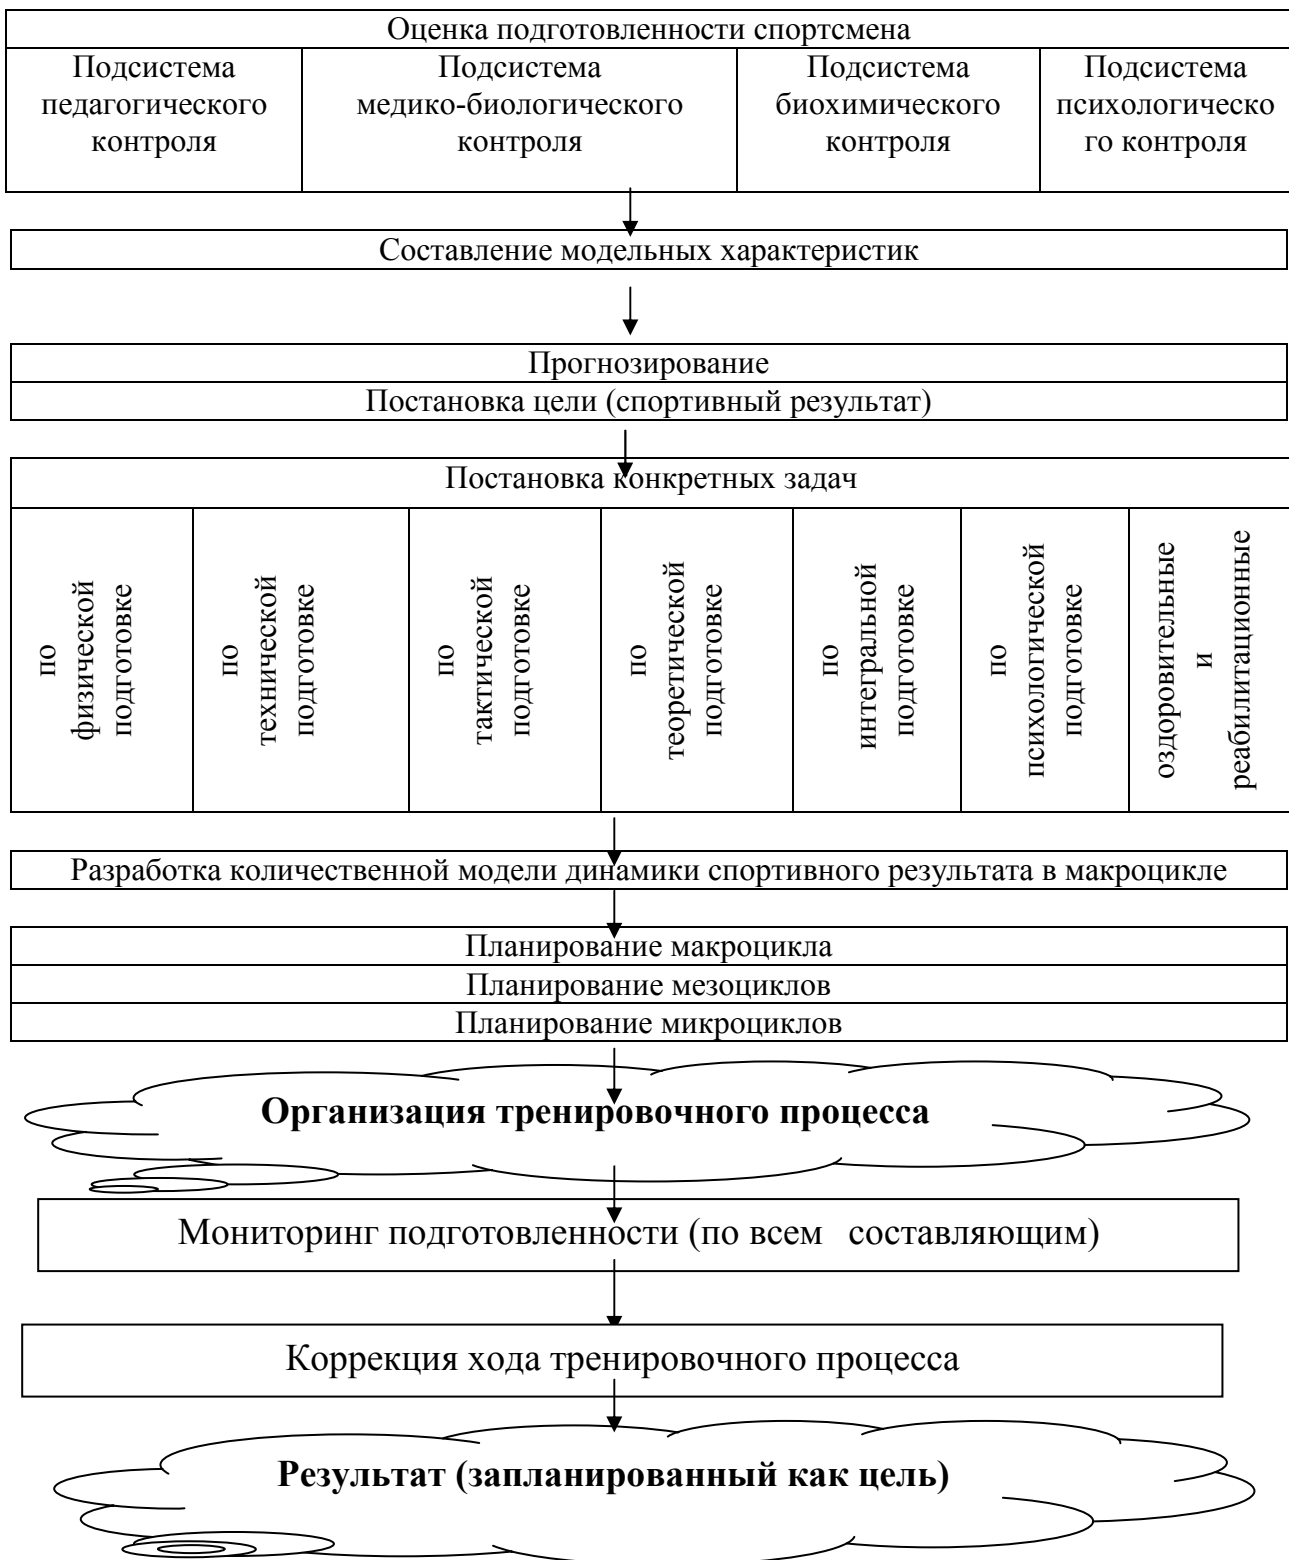 Оценка подготовленности спортсмена
Подсистема
педагогического
контроля
Подсистема
медико-биологического
контроля
Подсистема
биохимического
контроля
Подсистема
психологическо
го контроля
Составление модельных характеристик
Прогнозирование
Постановка цели (спортивный результат)
Постановка конкретных задач
по
физической
подготовке
по
технической
подготовке
по
тактической
подготовке
по
теоретической
подготовке
по
интегральной
подготовке
по
психологической
подготовке
оздоровительные
и
реабилитационные
Разработка количественной модели динамики спортивного результата в макроцикле
Планирование макроцикла
Планирование мезоциклов
Планирование микроциклов
Организация тренировочного процесса
Мониторинг подготовленности (по всем составляющим)
Коррекция хода тренировочного процесса
Результат (запланированный как цель)